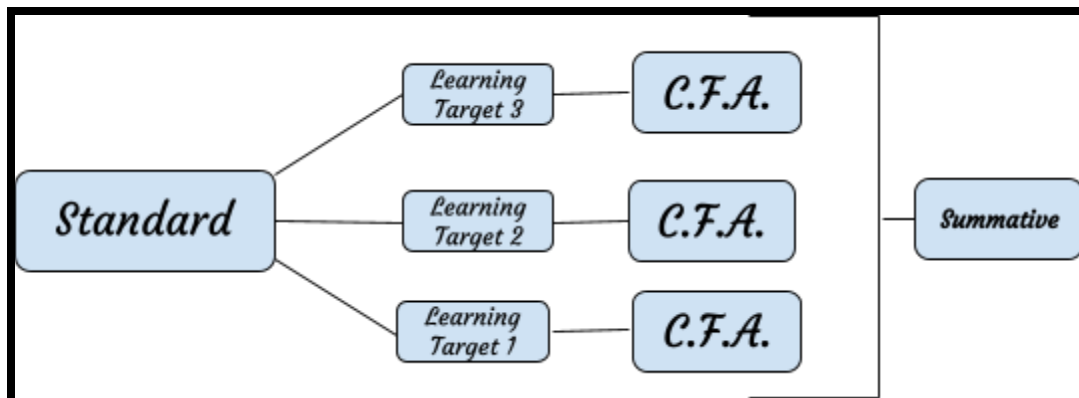 Standard
Learning
Target 3
C.F.A.
Learning
Target 2
C.F.A.
Learning
Target 1
C.F.A.
Summative